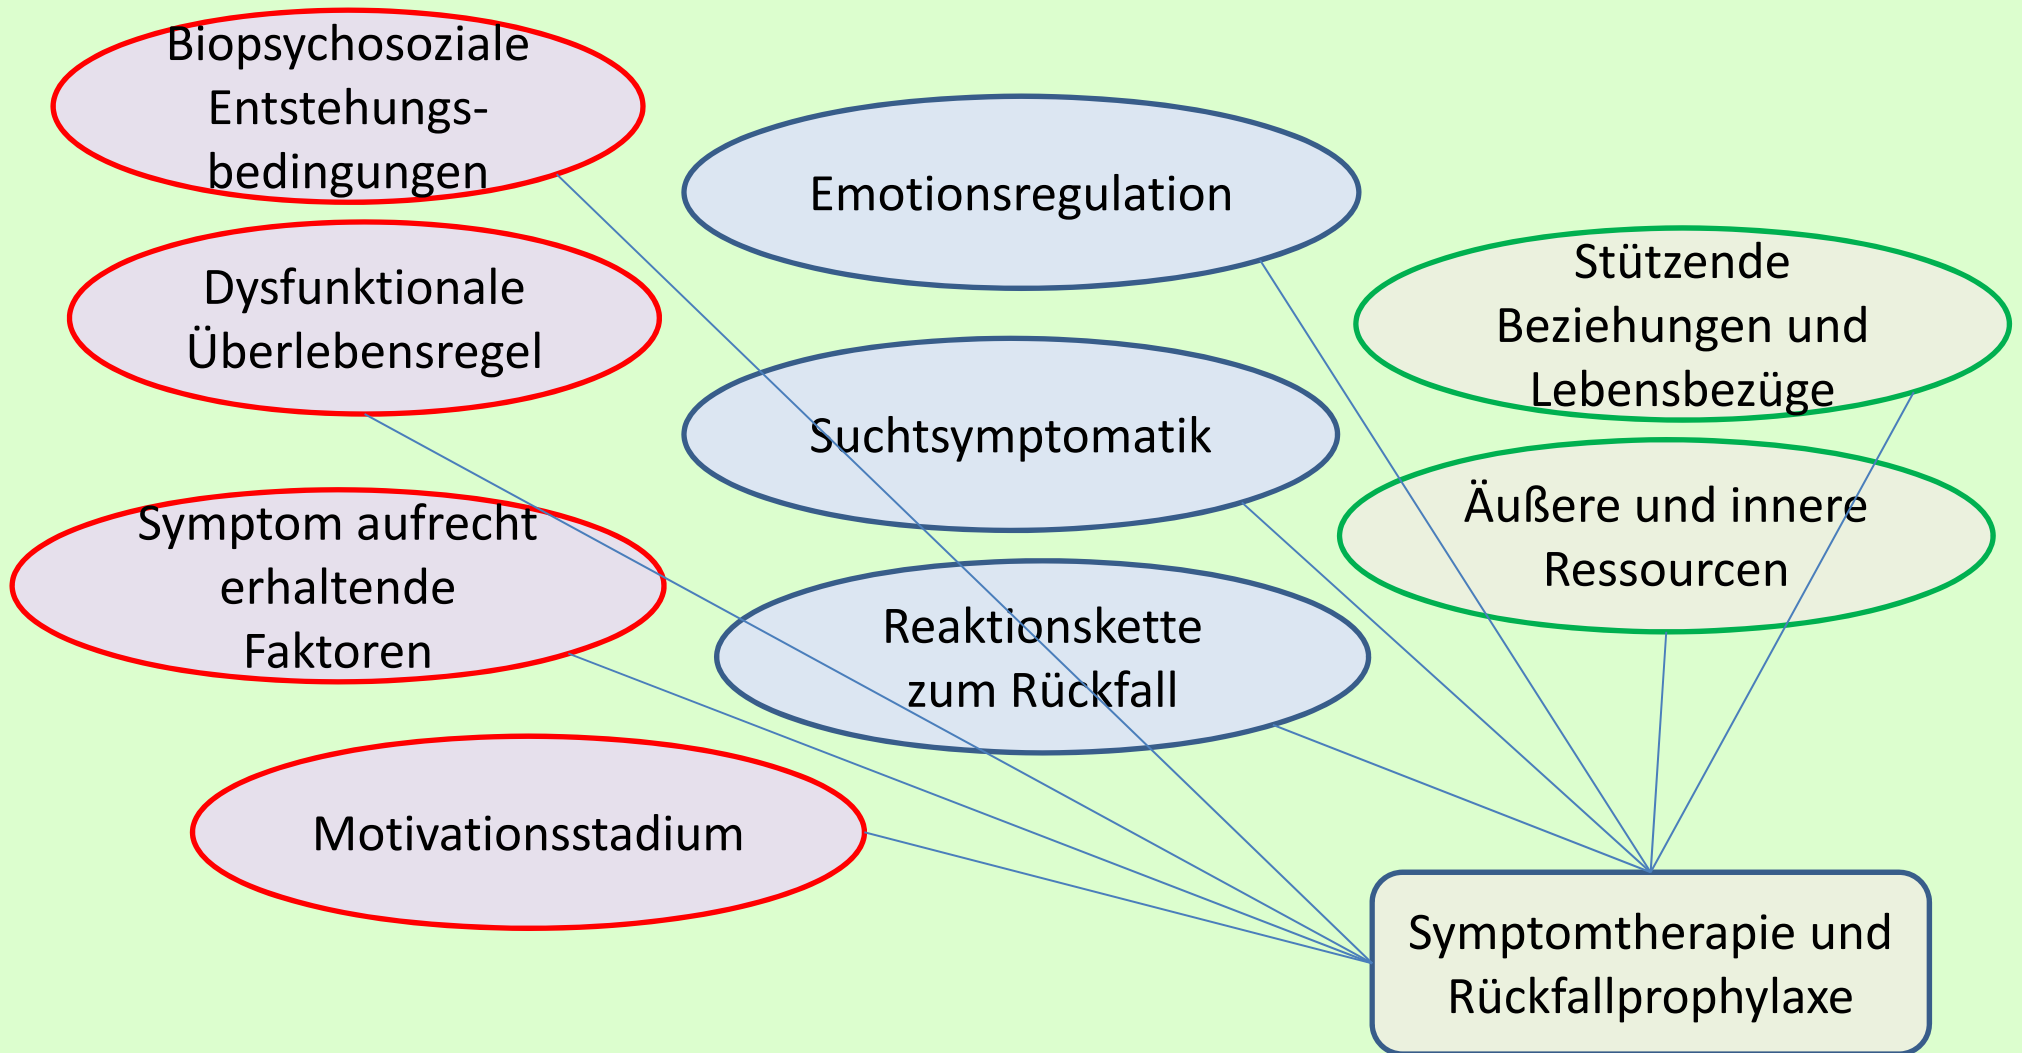 Biopsychosoziale
Entstehungs-
bedingungen
Dysfunktionale
Überlebensregel
Symptom aufrecht
erhaltende
Faktoren
Motivationsstadium
Emotionsregulation
Suchtsymptomatik
Reaktionskette
zum Rückfall
Stützende
Beziehungen und
Lebensbezüge
Äußere und innere
Ressourcen
Symptomtherapie und
Rückfallprophylaxe